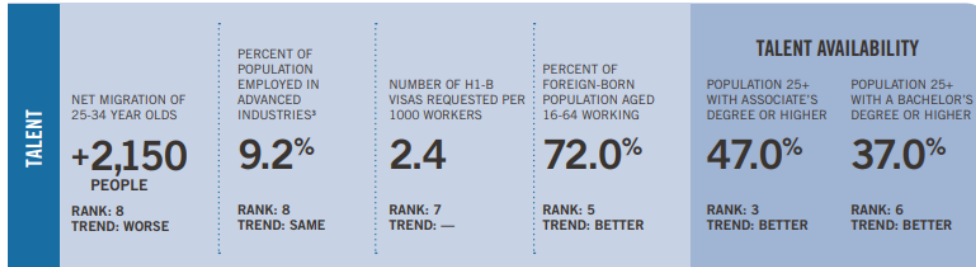 TALENT
NET MIGRATION OF
25-34 YEAR OLDS
+2,150
PEOPLE
RANK: 8
TREND: WORSE
PERCENT OF
POPULATION
EMPLOYED IN
ADVANCED
INDUSTRIES³
9.2%
RANK: 8
TREND: SAME
NUMBER OF H1-B
VISAS REQUESTED PER
1000 WORKERS
2.4
RANK: 7
TREND: —
PERCENT OF
FOREIGN-BORN
POPULATION AGED
16-64 WORKING
72.0%
RANK: 5
TREND: BETTER
TALENT AVAILABILITY
POPULATION 25+
WITH ASSOCIATE'S
DEGREE OR HIGHER
47.0%
RANK: 3
TREND: BETTER
POPULATION 25+
WITH A BACHELOR'S
DEGREE OR HIGHER
37.0%
RANK: 6
TREND: BETTER